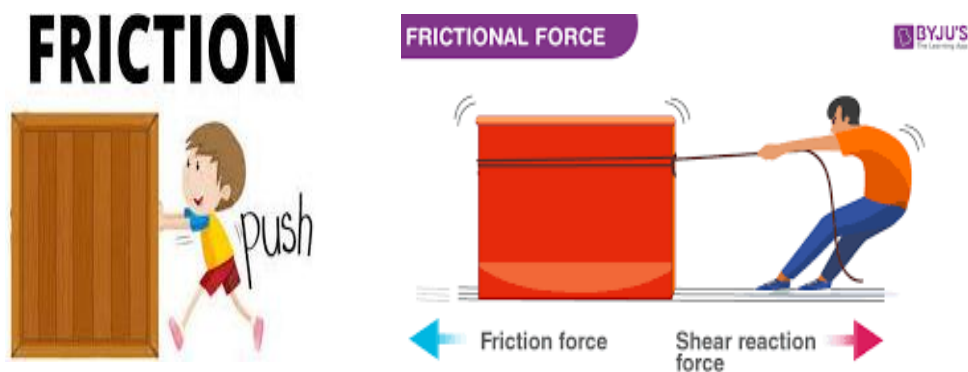 FRICTION
push
FRICTIONAL FORCE
BYJU'S
The Learning App
Friction force
Shear reaction
force